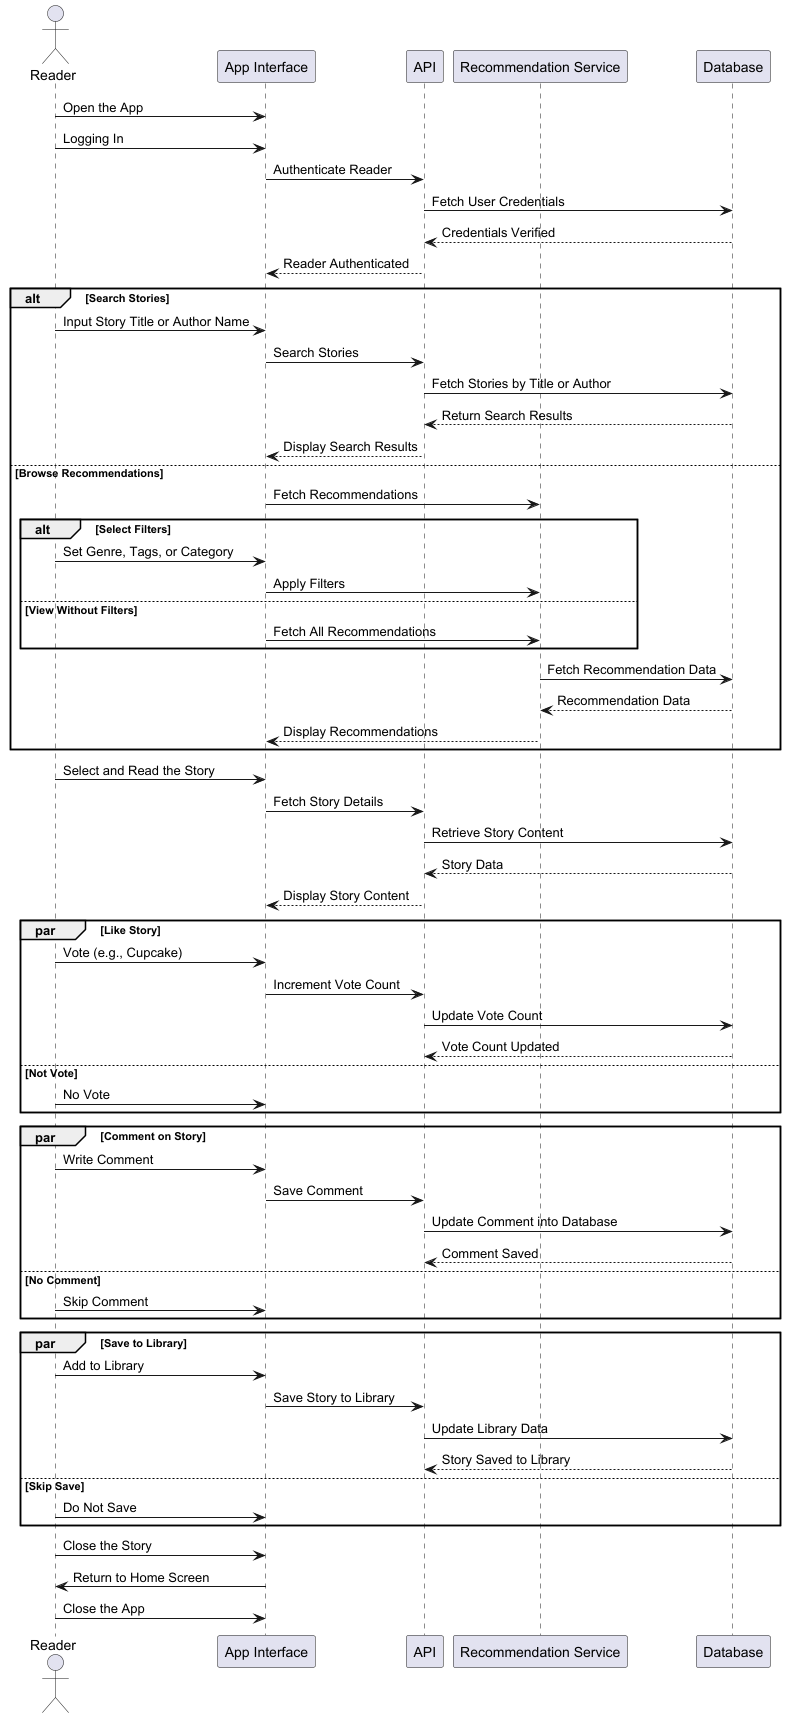 Reader
App Interface
API
Recommendation Service
Database
Open the App
Logging In
Authenticate Reader
Fetch User Credentials
Credentials Verified
Reader Authenticated
alt
[Search Stories]
Input Story Title or Author Name
Search Stories
Fetch Stories by Title or Author
Return Search Results
Display Search Results
[Browse Recommendations]
Fetch Recommendations
alt
[Select Filters]
Set Genre, Tags, or Category
Apply Filters
[View Without Filters]
Fetch All Recommendations
Fetch Recommendation Data
Recommendation Data
Display Recommendations
Select and Read the Story
Fetch Story Details
Retrieve Story Content
Story Data
Display Story Content
par
[Like Story]
Vote (e.g., Cupcake)
Increment Vote Count
Update Vote Count
Vote Count Updated
[Not Vote]
No Vote
par
[Comment on Story]
Write Comment
Save Comment
Update Comment into Database
Comment Saved
[No Comment]
Skip Comment
par
[Save to Library]
Add to Library
Save Story to Library
Update Library Data
Story Saved to Library
[Skip Save]
Do Not Save
Close the Story
Return to Home Screen
Close the App
Reader
App Interface
API
Recommendation Service
Database